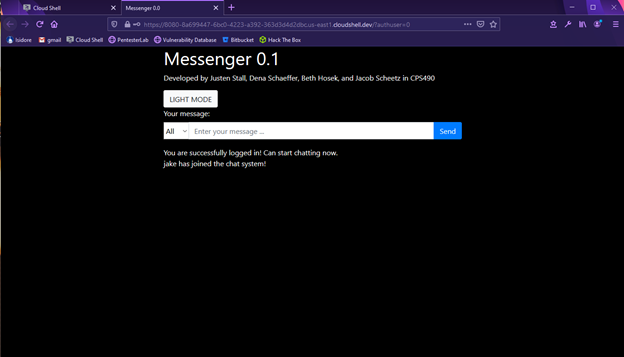 Cloud Shell
Messenger 0.1
https://8080-8a699447-6bc0-4223-a392-363d3d4d2dbc.us-east1.cloudshell.dev/?authuser=0
Isidore
gmail
Cloud Shell
PentesterLab
Vulnerability Database
Bitbucket
Hack The Box
Messenger 0.1
Developed by Justen Stall, Dena Schaeffer, Beth Hosek, and Jacob Scheetz in CPS490
LIGHT MODE
Your message:
All
Enter your message ...
Send
You are successfully logged in! Can start chatting now.
jake has joined the chat system!